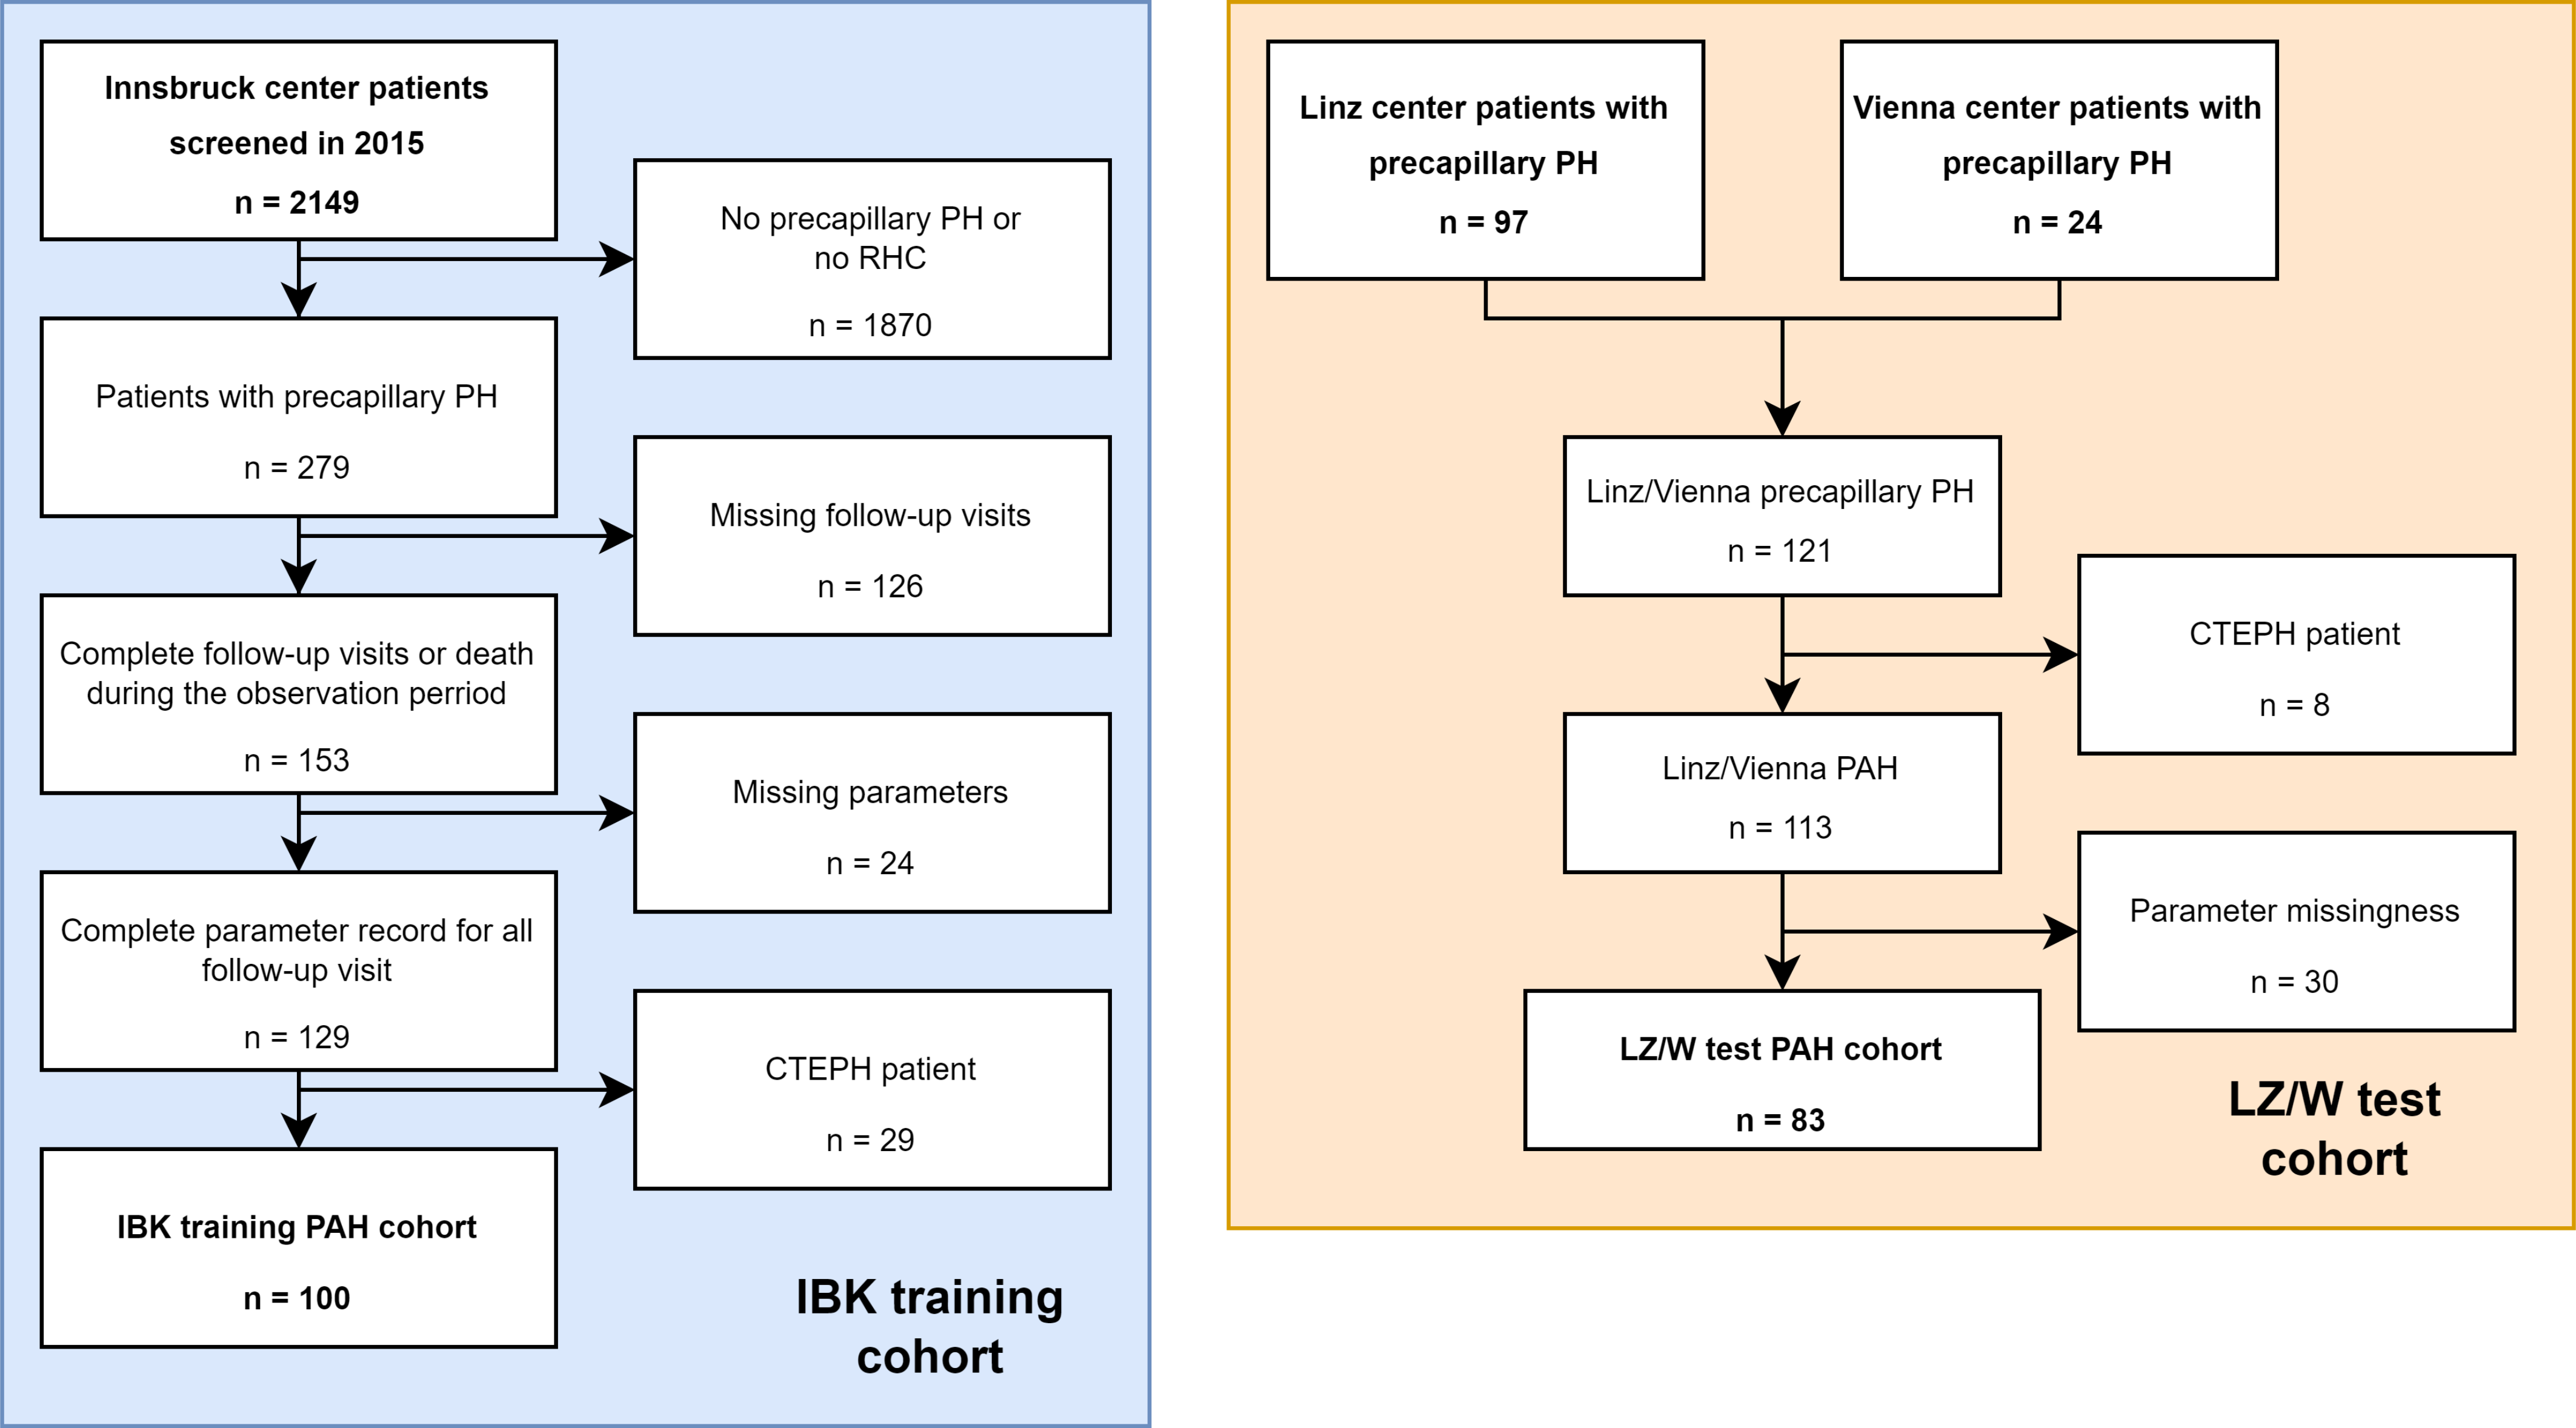 Innsbruck center patients
screened in 2015
n = 2149
No precapillary PH or
no RHC
n = 1870
Patients with precapillary PH
n = 279
Missing follow-up visits
n = 126
Complete follow-up visits or death
during the observation perriod
n = 153
Missing parameters
n = 24
Complete parameter record for all
follow-up visit
n = 129
CTEPH patient
n = 29
IBK training PAH cohort
n = 100
IBK training
cohort
Linz center patients with
precapillary PH
n = 97
Vienna center patients with
precapillary PH
n = 24
Linz/Vienna precapillary PH
n = 121
CTEPH patient
n = 8
Linz/Vienna PAH
n = 113
Parameter missingness
n = 30
LZ/W test PAH cohort
n = 83
LZ/W test
cohort